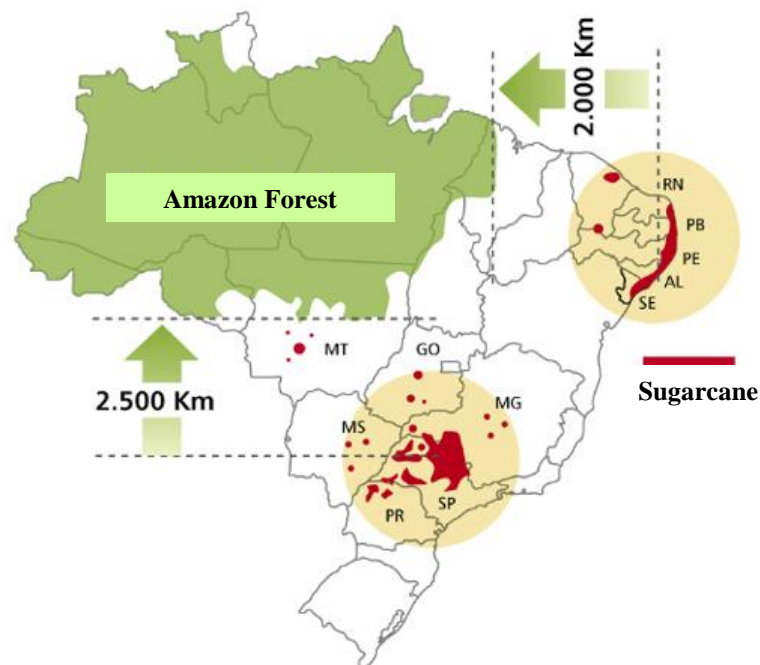 2.000 Km
Amazon Forest
RN
PB
PE
AL
SE
MT
GO
2.500 Km
Sugarcane
MG
MS
SP
PR